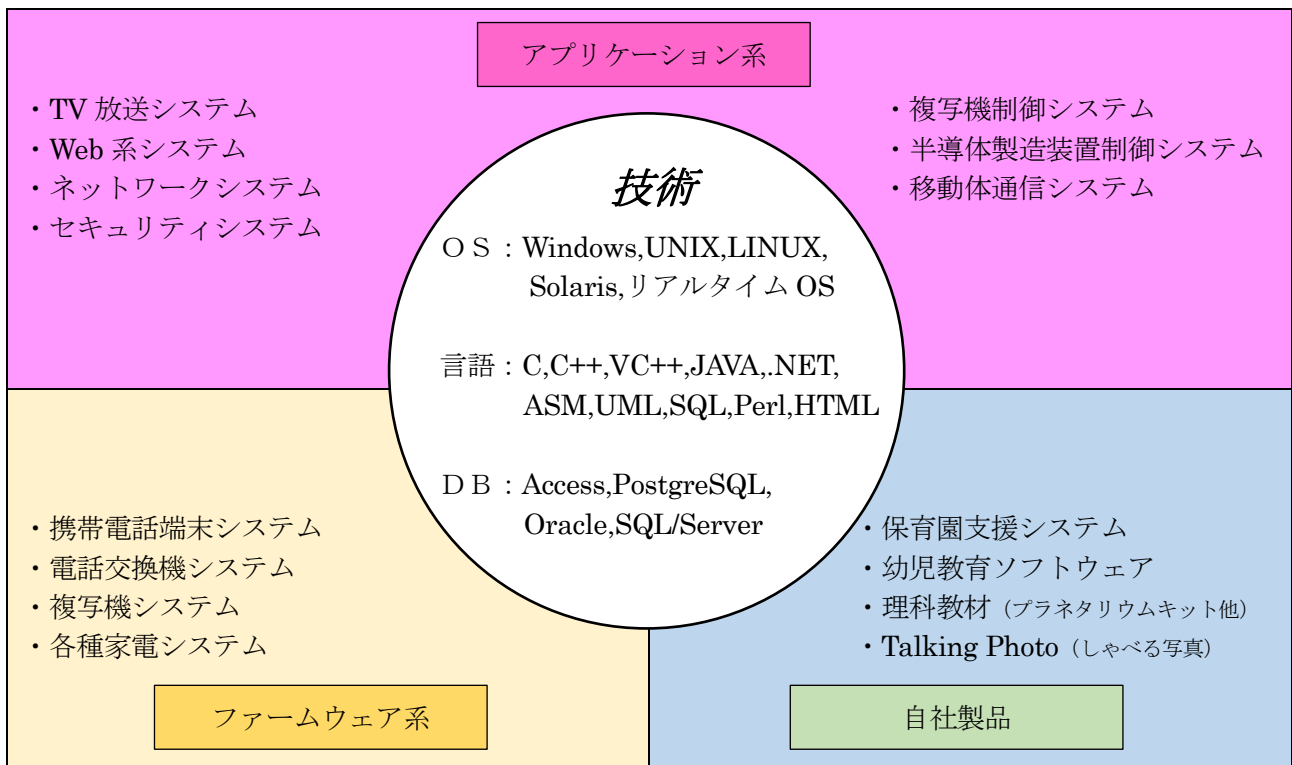 アプリケーション系
・TV 放送システム
・Web 系システム
・ネットワークシステム
・セキュリティシステム
・複写機制御システム
・半導体製造装置制御システム
・移動体通信システム
技術
ＯＳ：Windows,UNIX,LINUX,
Solaris,リアルタイム OS
言語：C,C++,VC++,JAVA,.NET,
ASM,UML,SQL,Perl,HTML
ＤＢ：Access,PostgreSQL,
Oracle,SQL/Server
・携帯電話端末システム
・電話交換機システム
・複写機システム
・各種家電システム
ファームウェア系
・保育園支援システム
・幼児教育ソフトウェア
・理科教材（プラネタリウムキット他）
・Talking Photo（しゃべる写真）
自社製品